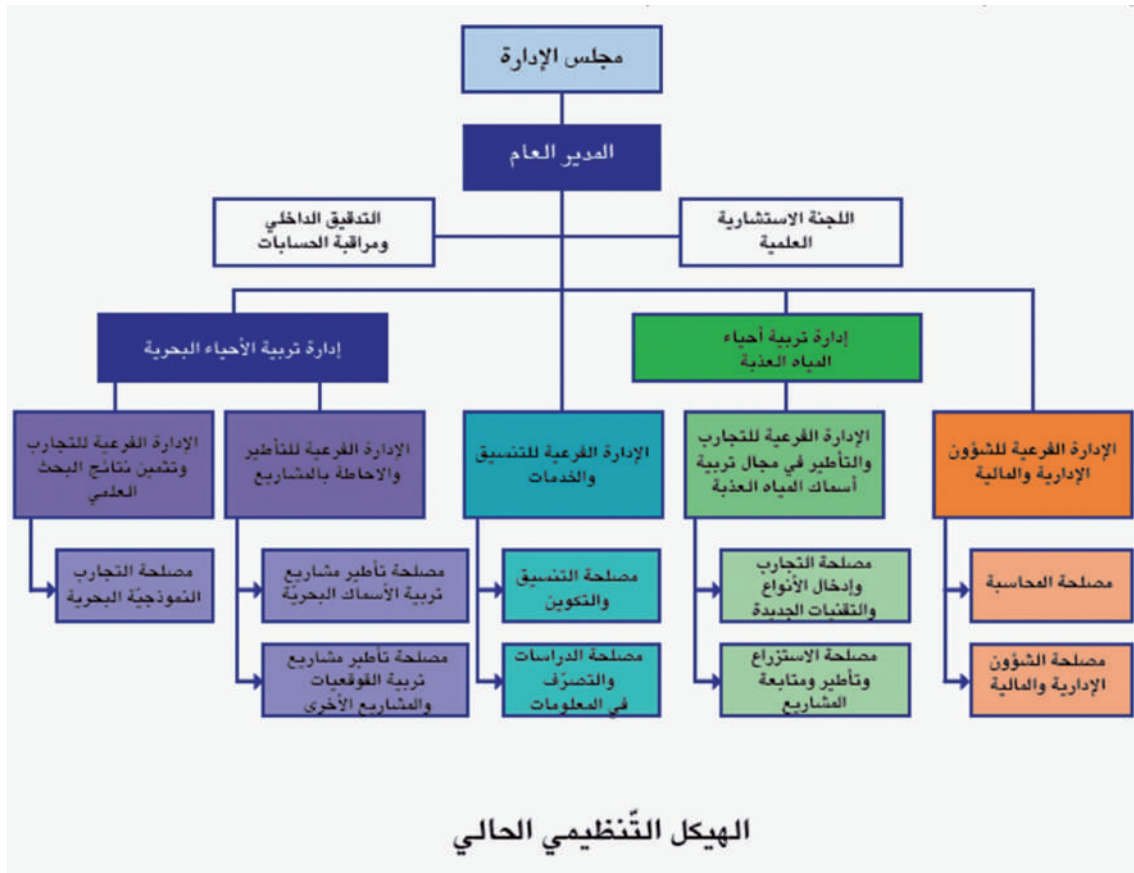 مجلس الإدارة
المدير العام
اللجنة الاستشارية
العلمية
التدقيق الداخلي
ومراقبة الحسابات
إدارة تربية أحياء
المياه العذبة
إدارة تربية الأحياء البحرية
الإدارة الفرعية للشؤون
الإدارية والمالية
الإدارة الفرعية للتجارب
والتأطير في مجال تربية
أسماك المياه العذبة
الإدارة الفرعية للتنسيق
والخدمات
الإدارة الفرعية للتأطير
والاحاطة بالمشاريع
الإدارة الفرعية للتجارب
وتثمين نتائج البحث
العلمي
مصلحة المحاسبة
مصلحة التجارب
وإدخال الأنواع
والتقنيات الجديدة
مصلحة التنسيق
والتكوين
مصلحة تأطير مشاريع
تربية الأسماك البحريّة
مصلحة التجارب
النموذجيّة البحرية
مصلحة الشؤون
الإدارية والمالية
مصلحة الاستزراع
وتأطير ومتابعة
المشاريع
مصلحة الدراسات
والتصرّف
في المعلومات
مصلحة تأطير مشاريع
تربية القوقعيات
والمشاريع الأخرى
الهيكل التّنظيمي الحالي